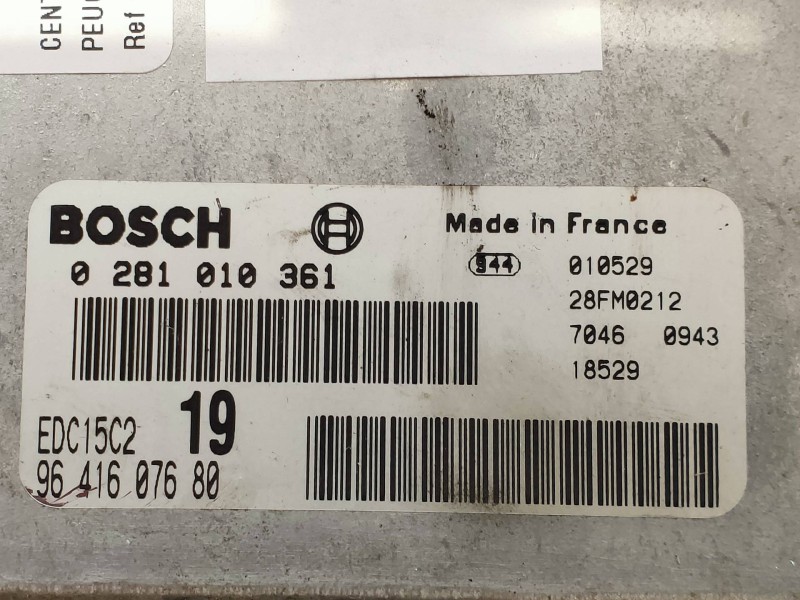 Ref
BOSCH
Made in France
0 281 010 361
944
010529
28FM0212
7046 0943
18529
EDC15C2
19
96 416 076 80